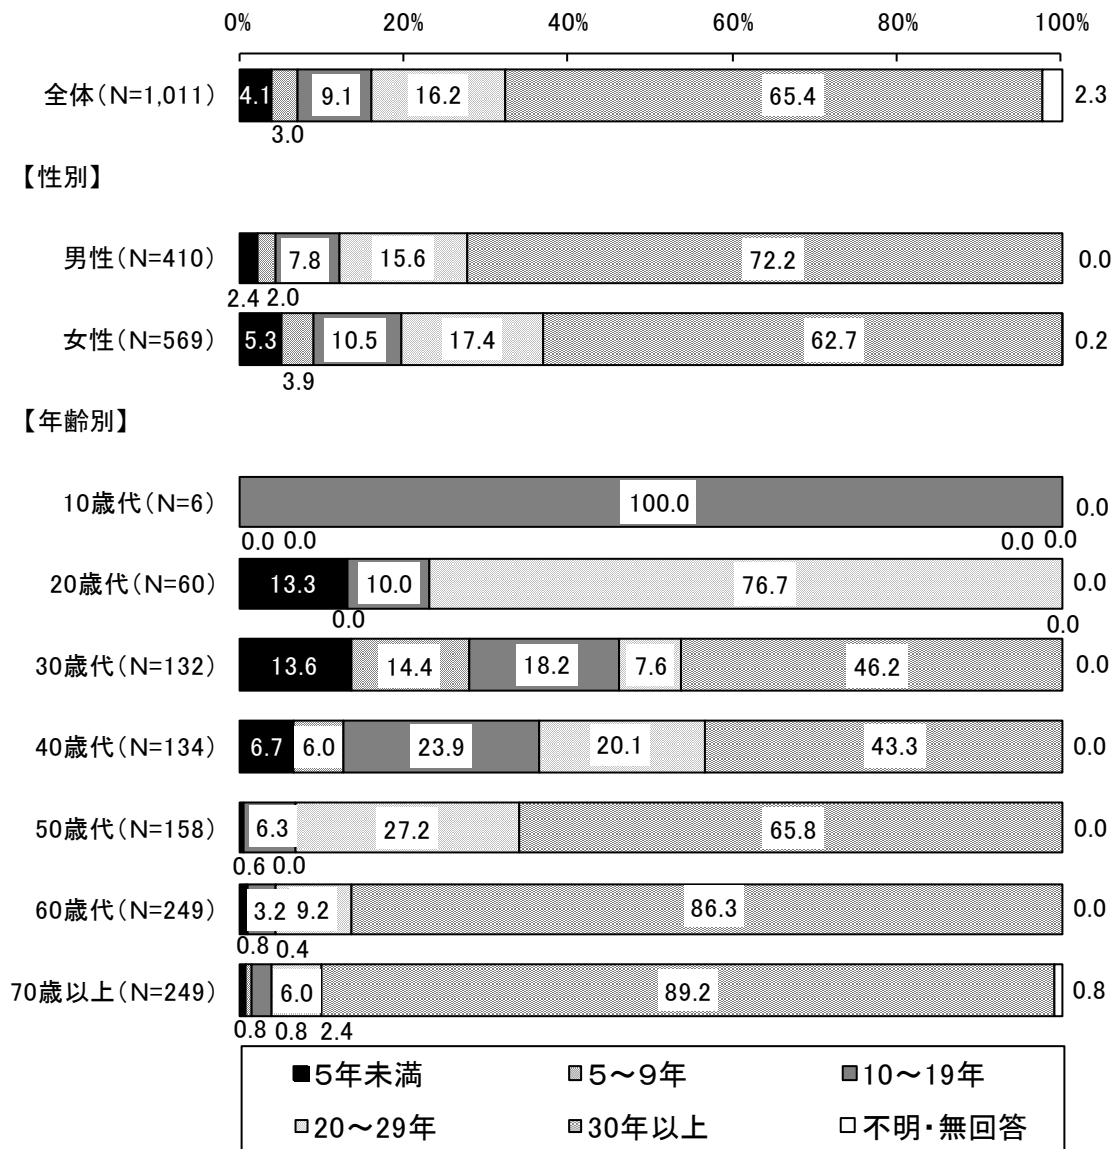 0% 20% 40% 60% 80% 100%
全体(N=1,011) 4.1 9.1 16.2 65.4 2.3
3.0
【性別】
男性(N=410) 7.8 15.6 72.2 0.0
2.4 2.0
女性(N=569) 5.3 10.5 17.4 62.7 0.2
3.9
【年齢別】
10歳代(N=6) 100.0 0.0
0.0 0.0 0.0 0.0
20歳代(N=60) 13.3 10.0 76.7 0.0
0.0 0.0
30歳代(N=132) 13.6 14.4 18.2 7.6 46.2 0.0
40歳代(N=134) 6.7 6.0 23.9 20.1 43.3 0.0
50歳代(N=158) 6.3 27.2 65.8 0.0
0.6 0.0
60歳代(N=249) 3.2 9.2 86.3 0.0
0.8 0.4
70歳以上(N=249) 6.0 89.2 0.8
0.8 0.8 2.4
5年未満 5~9年 10~19年
20~29年 30年以上 不明・無回答